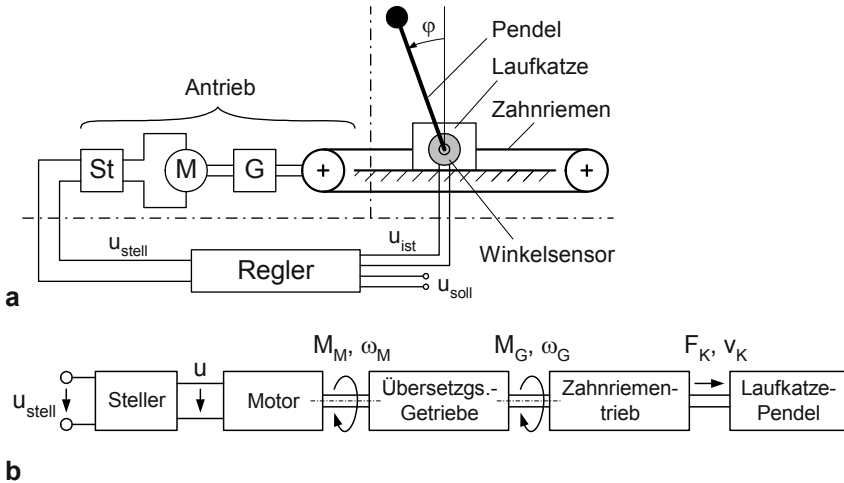 φ
Pendel
Laufkatze
Zahnriemen
Antrieb
St
M
G
+
+
u_stell
u_ist
Winkelsensor
Regler
u_soll
a
M_M, ω_M
M_G, ω_G
F_K, v_K
u_stell
Steller
u
Motor
Übersetzgs.-
Getriebe
Zahnriemen-
trieb
Laufkatze-
Pendel
b